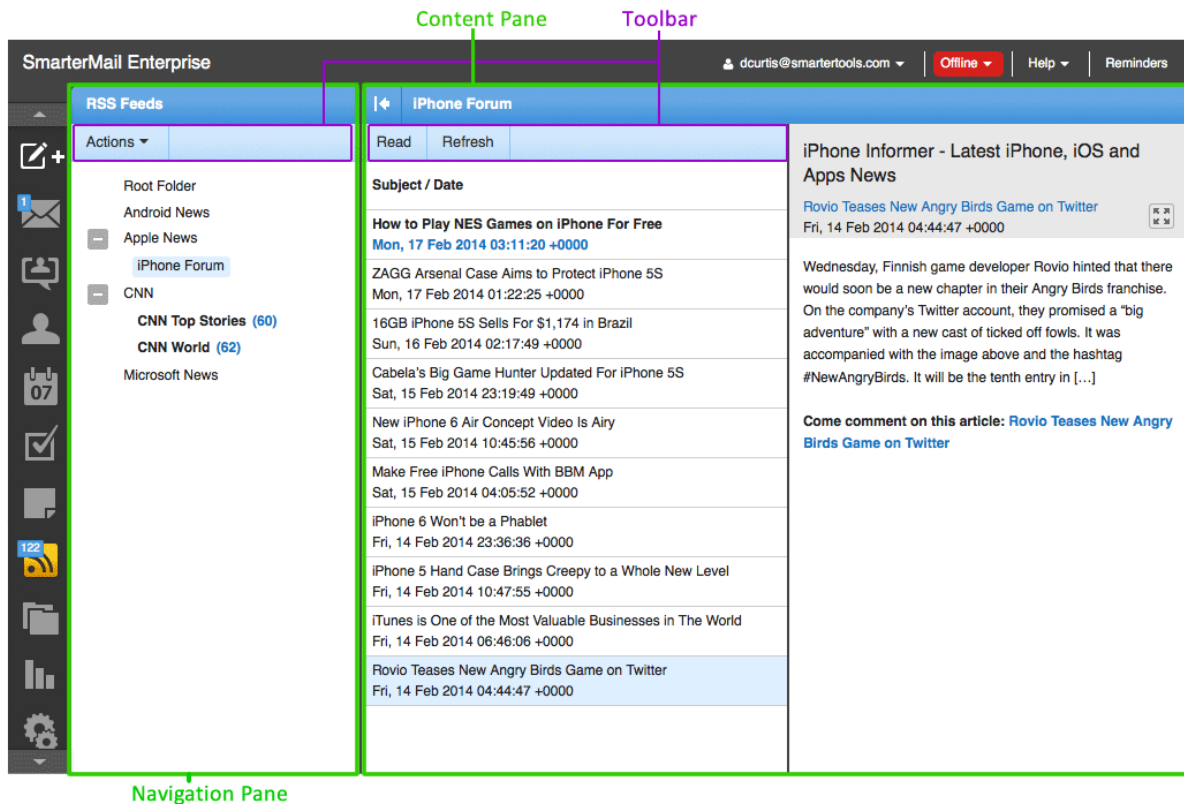 Content Pane
Toolbar
SmarterMail Enterprise
dcurtis@smartertools.com
Offline
Help
Reminders
RSS Feeds
Actions
Root Folder
Android News
Apple News
iPhone Forum
CNN
CNN Top Stories (60)
CNN World (62)
Microsoft News
1
07
122
iPhone Forum
Read
Refresh
Subject / Date
How to Play NES Games on iPhone For Free
Mon, 17 Feb 2014 03:11:20 +0000
ZAGG Arsenal Case Aims to Protect iPhone 5S
Mon, 17 Feb 2014 01:22:25 +0000
16GB iPhone 5S Sells For $1,174 in Brazil
Sun, 16 Feb 2014 02:17:49 +0000
Cabela's Big Game Hunter Updated For iPhone 5S
Sat, 15 Feb 2014 23:19:49 +0000
New iPhone 6 Air Concept Video Is Airy
Sat, 15 Feb 2014 10:45:56 +0000
Make Free iPhone Calls With BBM App
Sat, 15 Feb 2014 04:05:52 +0000
iPhone 6 Won't be a Phablet
Fri, 14 Feb 2014 23:36:36 +0000
iPhone 5 Hand Case Brings Creepy to a Whole New Level
Fri, 14 Feb 2014 10:47:55 +0000
iTunes is One of the Most Valuable Businesses in The World
Fri, 14 Feb 2014 06:46:06 +0000
Rovio Teases New Angry Birds Game on Twitter
Fri, 14 Feb 2014 04:44:47 +0000
iPhone Informer - Latest iPhone, iOS and
Apps News
Rovio Teases New Angry Birds Game on Twitter
Fri, 14 Feb 2014 04:44:47 +0000
Wednesday, Finnish game developer Rovio hinted that there
would soon be a new chapter in their Angry Birds franchise.
On the company's Twitter account, they promised a “big
adventure” with a new cast of ticked off fowls. It was
accompanied with the image above and the hashtag
#NewAngryBirds. It will be the tenth entry in […]
Come comment on this article: Rovio Teases New Angry
Birds Game on Twitter
Navigation Pane